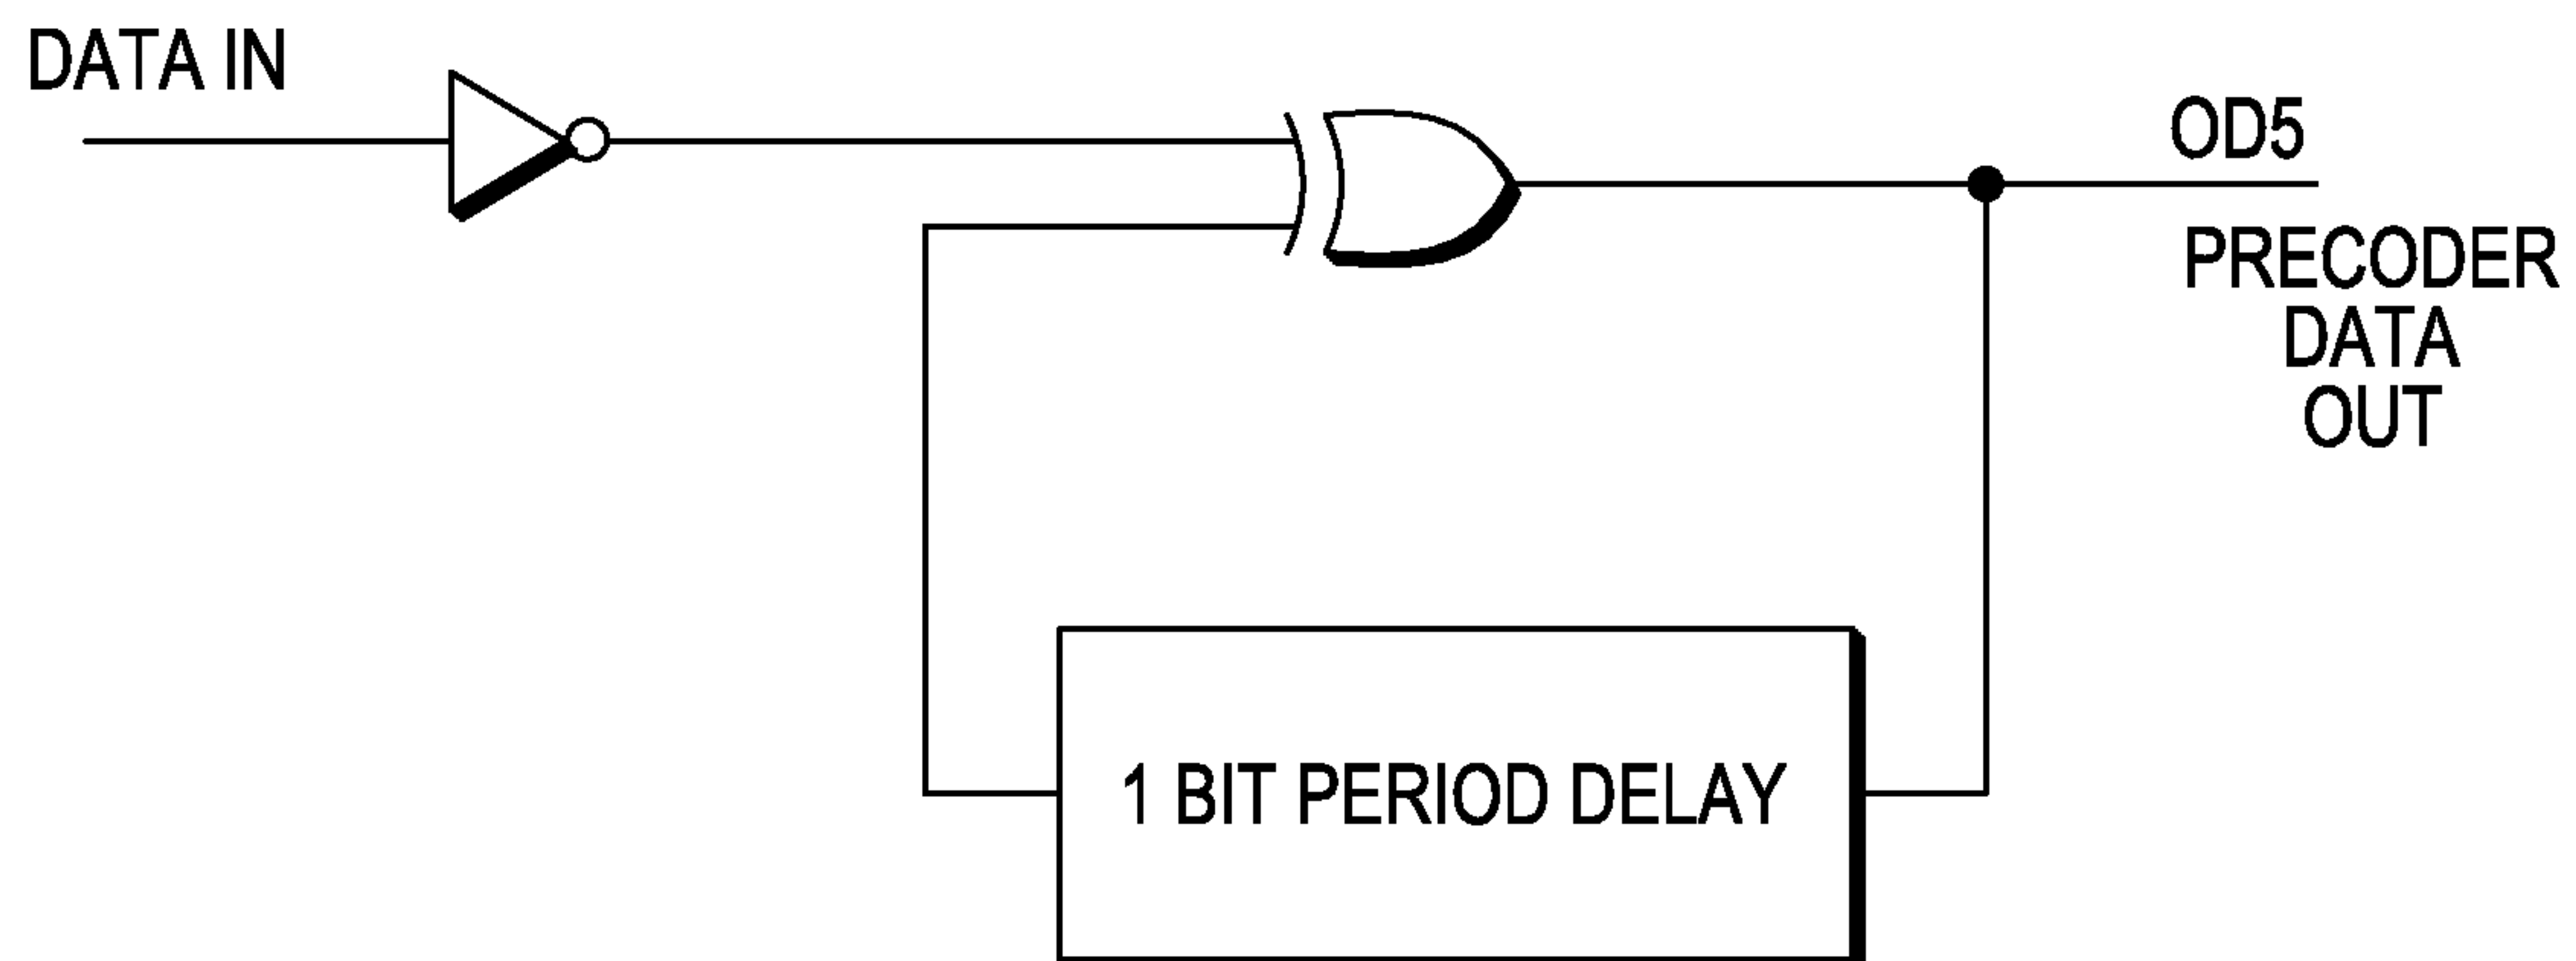 DATA IN
OD5
PRECODER
DATA
OUT
1 BIT PERIOD DELAY